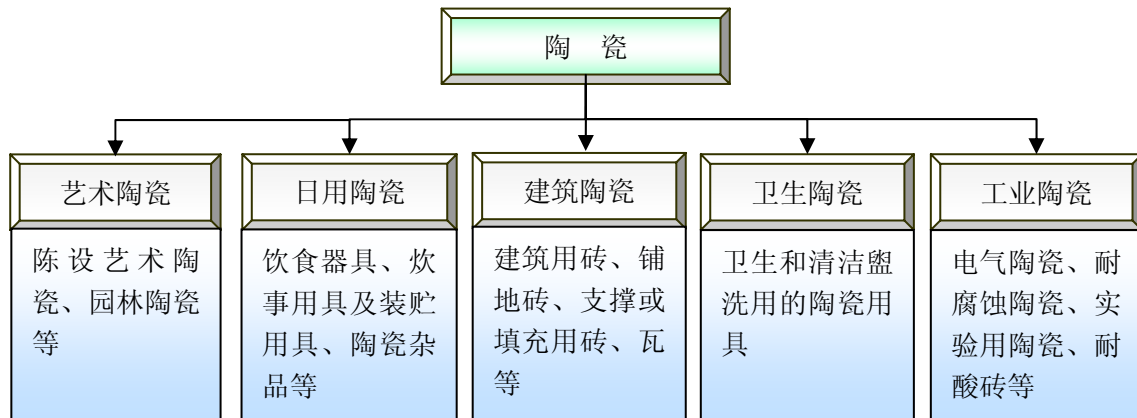 陶 瓷
艺术陶瓷
陈设艺术陶
瓷、园林陶瓷
等
日用陶瓷
饮食器具、炊
事用具及装贮
用具、陶瓷杂
品等
建筑陶瓷
建筑用砖、铺
地砖、支撑或
填充用砖、瓦
等
卫生陶瓷
卫生和清洁盥
洗用的陶瓷用
具
工业陶瓷
电气陶瓷、耐
腐蚀陶瓷、实
验用陶瓷、耐
酸砖等